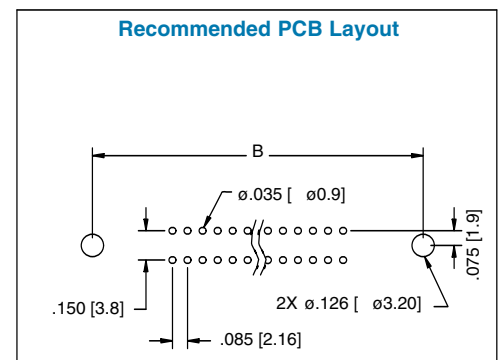 Recommended PCB Layout
B
ø.035 [ ø0.9]
.075 [1.9]
.150 [3.8]
2X ø.126 [ ø3.20]
.085 [2.16]